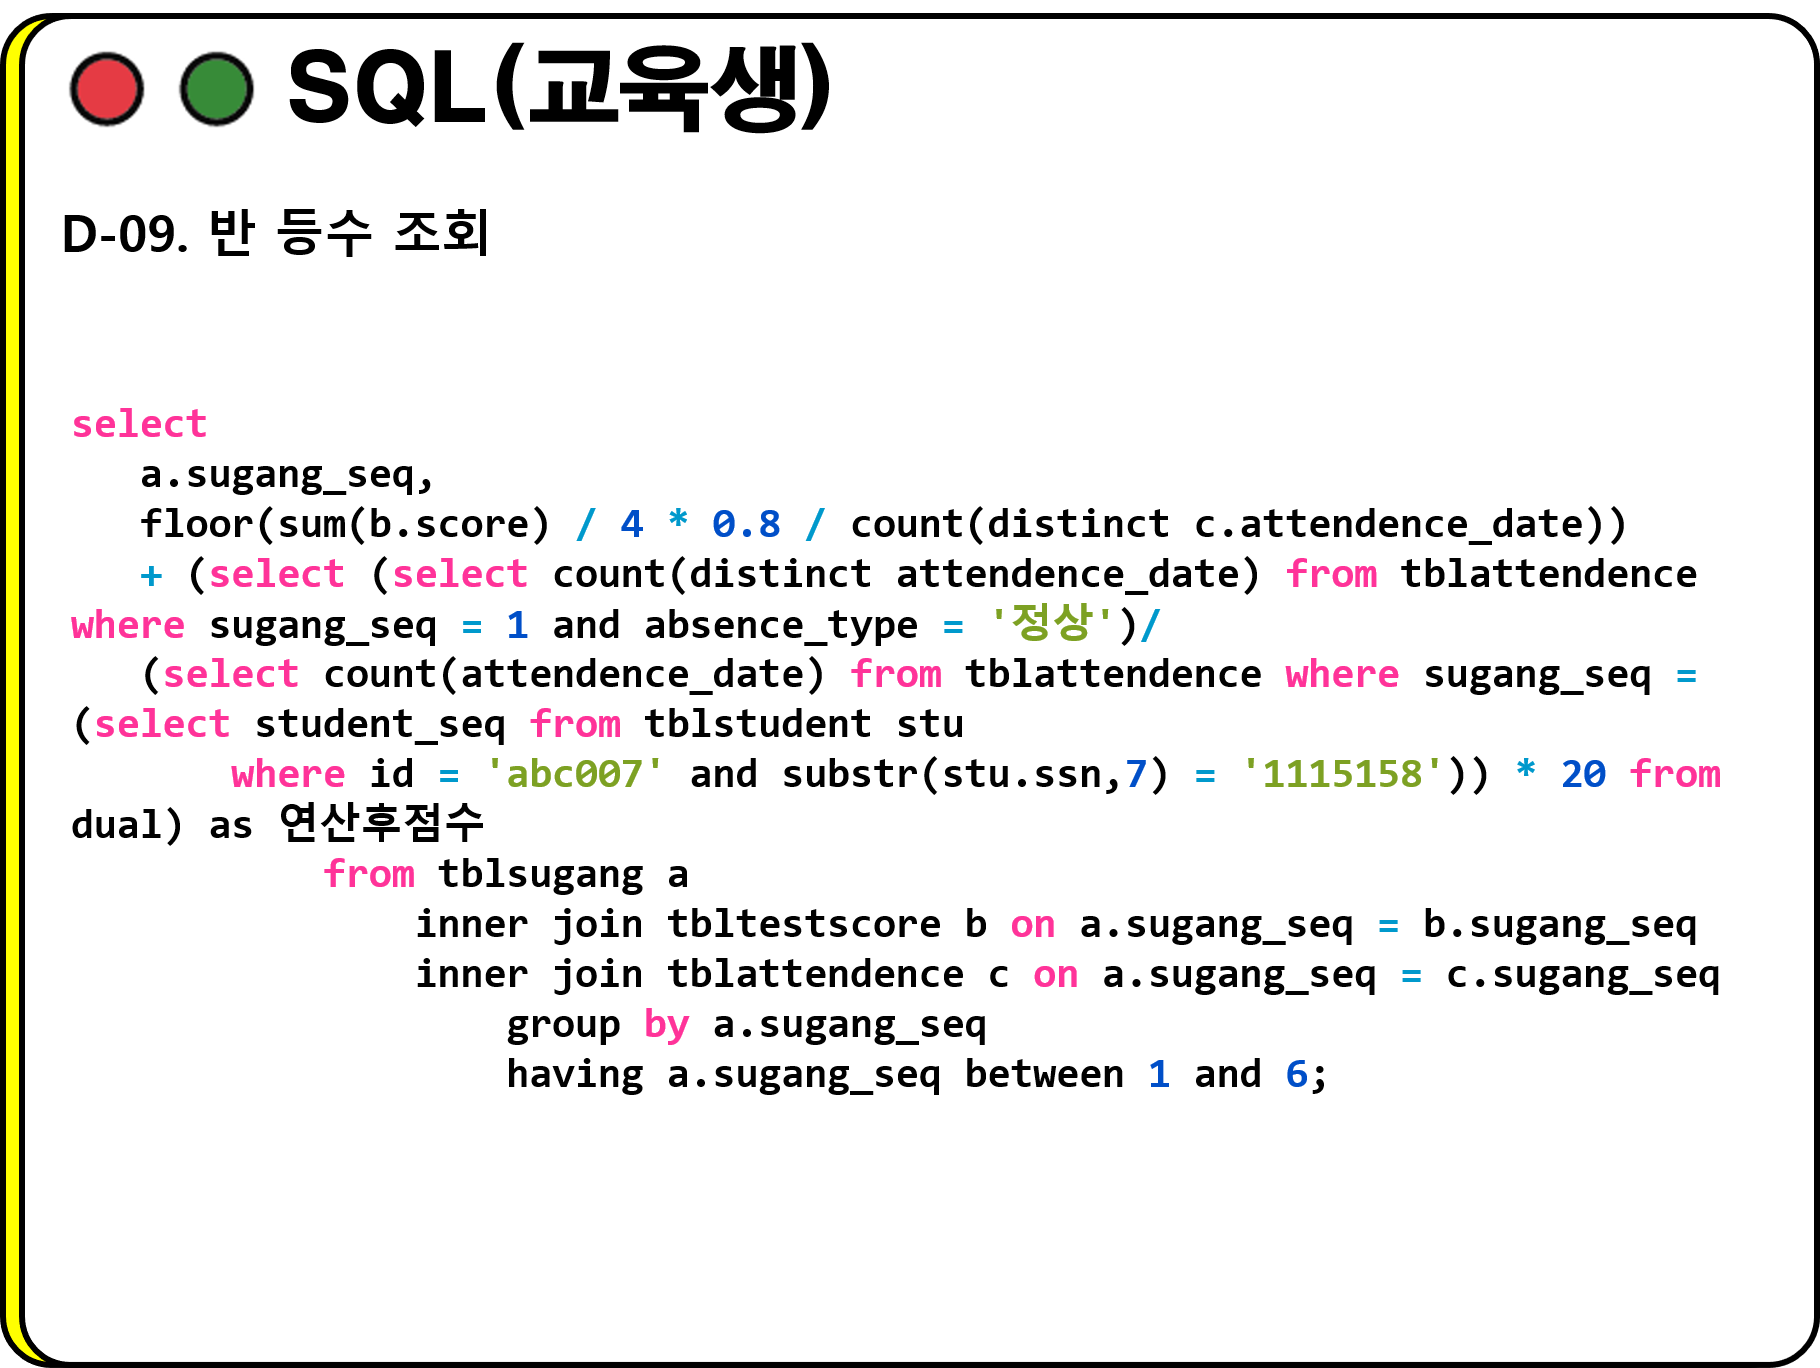 SQL(교육생)
D-09. 반 등수 조회
select
a.sugang_seq,
floor(sum(b.score) / 4 * 0.8 / count(distinct c.attendence_date))
+ (select (select count(distinct attendence_date) from tblattendence
where sugang_seq = 1 and absence_type = '정상')/
(select count(attendence_date) from tblattendence where sugang_seq =
(select student_seq from tblstudent stu
where id = 'abc007' and substr(stu.ssn,7) = '1115158')) * 20 from
dual) as 연산후점수
from tblsugang a
inner join tbltestscore b on a.sugang_seq = b.sugang_seq
inner join tblattendence c on a.sugang_seq = c.sugang_seq
group by a.sugang_seq
having a.sugang_seq between 1 and 6;